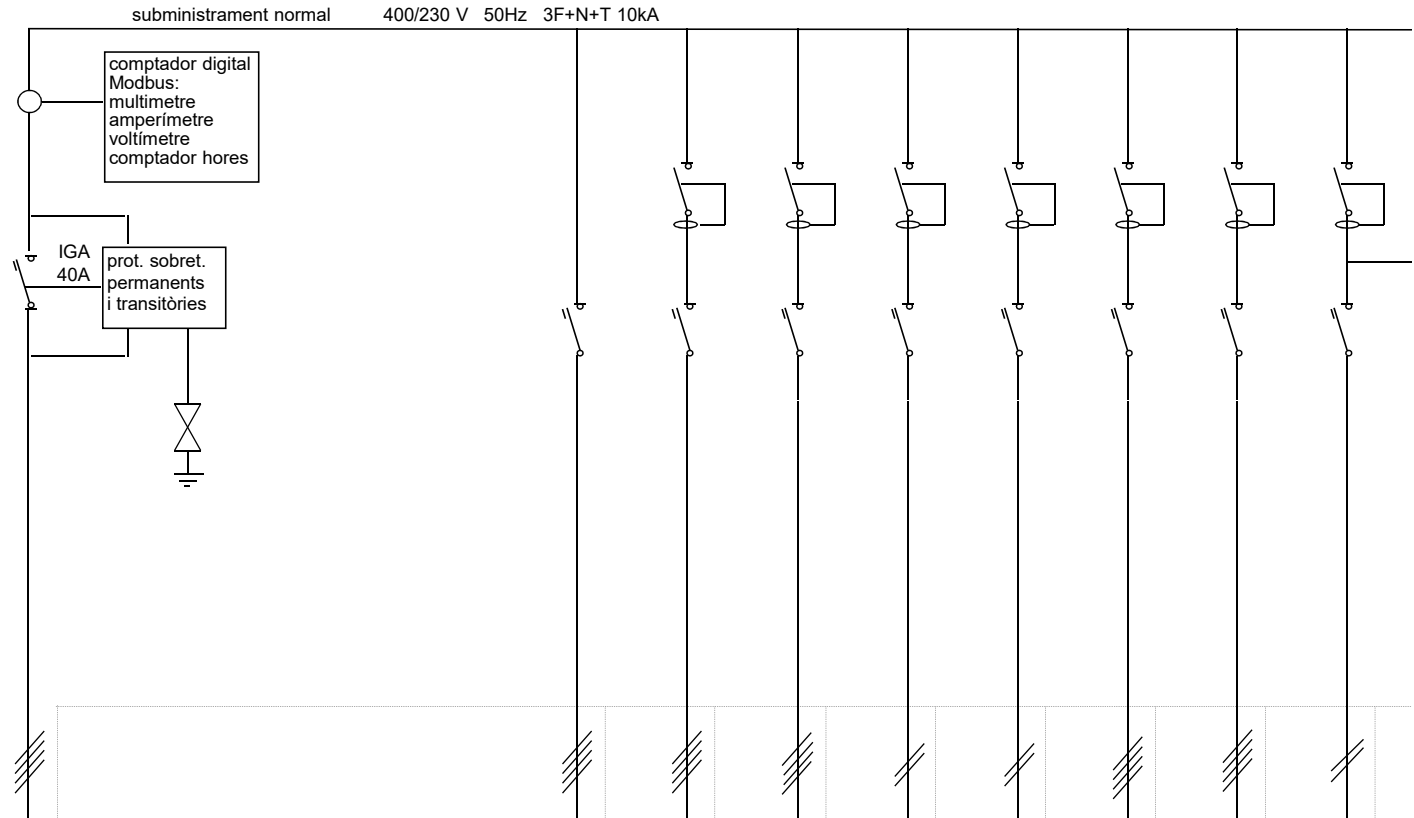 subministrament normal 400/230 V 50Hz 3F+N+T 10kA
comptador digital
Modbus:
multimetre
amperímetre
voltímetre
comptador hores
IGA
40A
prot. sobret.
permanents
i transitòries